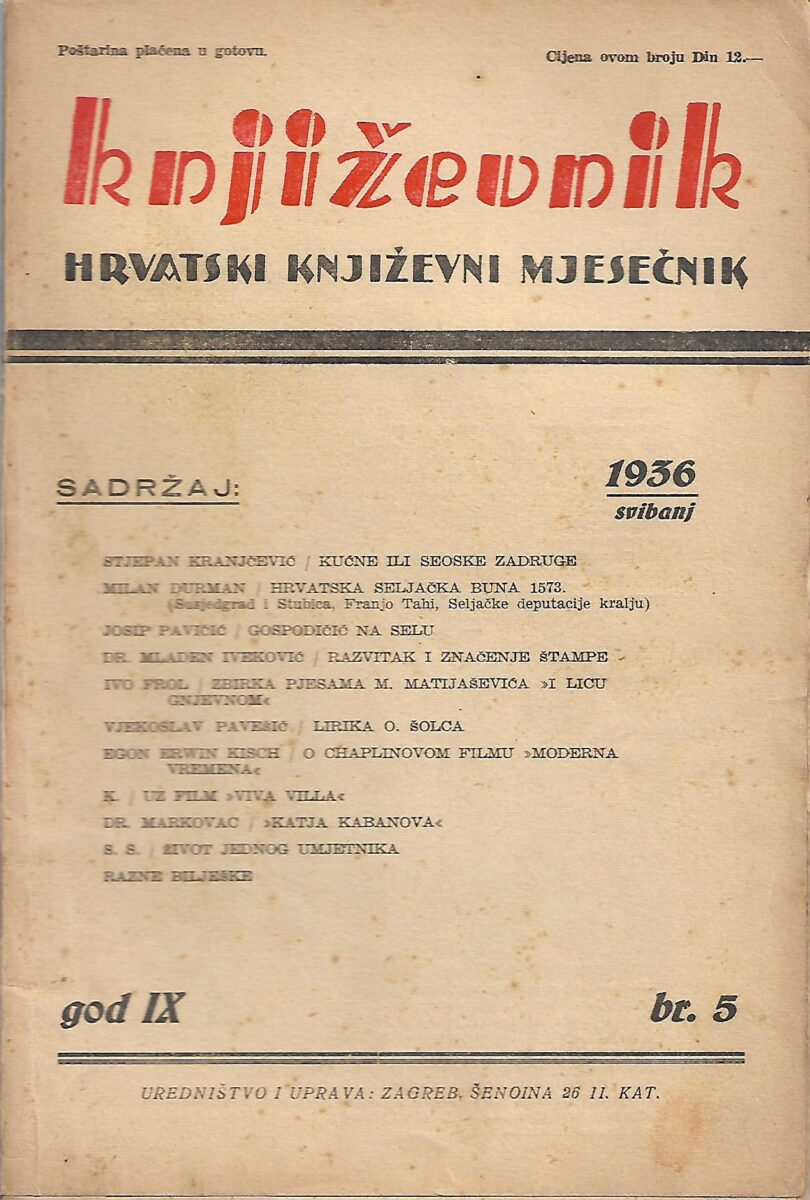 Poštarina plaćena u gotovu.
Cijena ovom broju Din 12.—
književnik
HRVATSKI KNJIŽEVNI MJESEČNIK
SADRŽAJ:
1936
svibanj
STJEPAN KRANJČEVIĆ / KUĆNE ILI SEOSKE ZADRUGE
MILAN DURMAN / HRVATSKA SELJAČKA BUNA 1573.
(Susjedgrad i Stubica, Franjo Tahi, Seljačke deputacije kralju)
JOSIP PAVIČIĆ / GOSPODIČIĆ NA SELU
DR. MLADEN IVEKOVIĆ / RAZVITAK I ZNAČENJE ŠTAMPE
IVO FROL / ZBIRKA PJESAMA M. MATIJAŠEVIĆA »I LICU
GNJEVNOM«
VJEKOSLAV PAVEŠIĆ / LIRIKA O. ŠOLCA
EGON ERWIN KISCH / O CHAPLINOVOM FILMU »MODERNA
VREMENA«
K. / UZ FILM »VIVA VILLA«
DR. MARKOVAC / »KATJA KABANOVA«
S. S. / ŽIVOT JEDNOG UMJETNIKA
RAZNE BILJEŠKE
god IX
br. 5
UREDNIŠTVO I UPRAVA: ZAGREB. ŠENOINA 26 II. KAT.